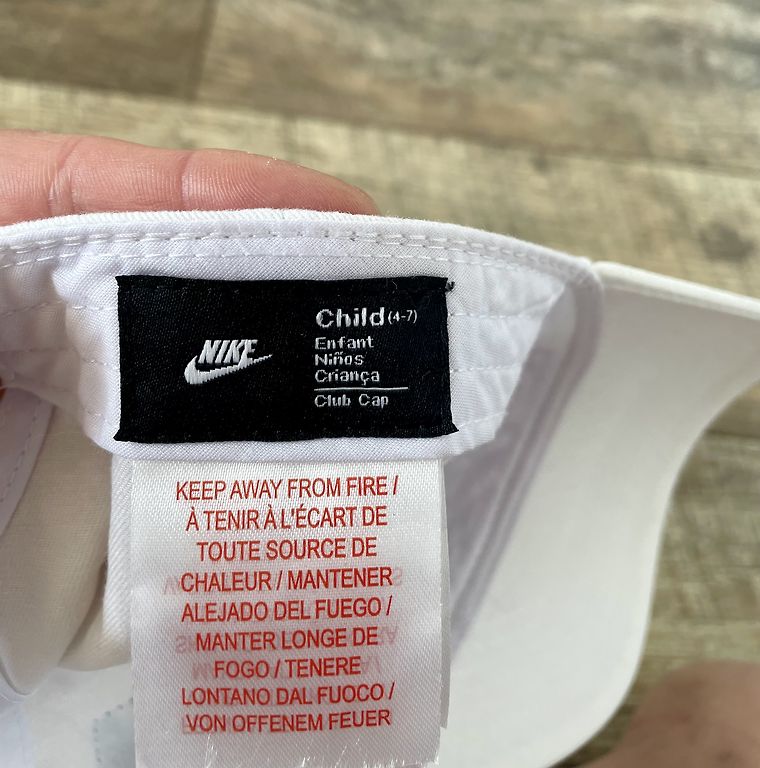 NIKE
Child (4-7)
Enfant
Niños
Criança
Club Cap
KEEP AWAY FROM FIRE /
À TENIR À L'ÉCART DE
TOUTE SOURCE DE
CHALEUR / MANTENER
ALEJADO DEL FUEGO /
MANTER LONGE DE
FOGO / TENERE
LONTANO DAL FUOCO /
VON OFFENEM FEUER